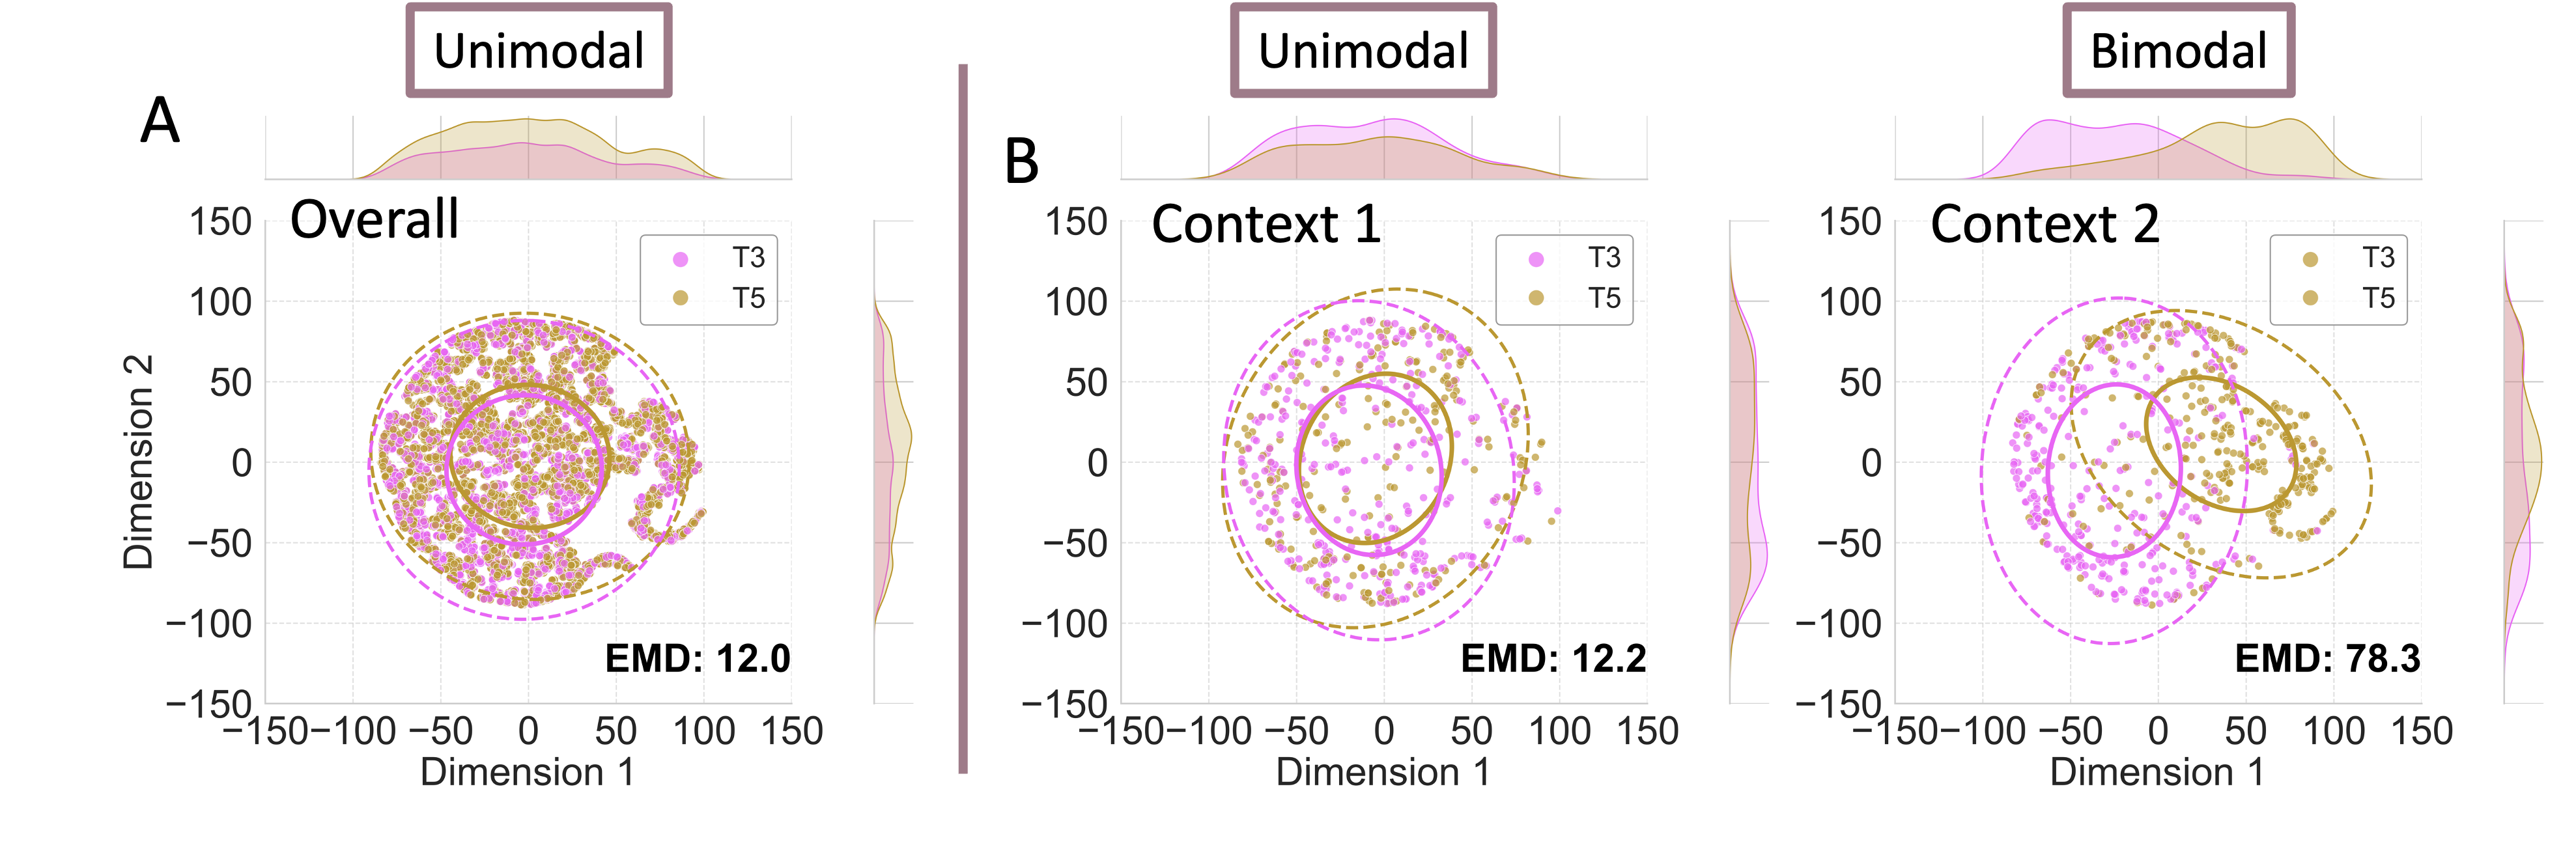 Unimodal
A
Overall
T3
T5
150
100
50
0
−50
−100
−150
Dimension 2
EMD: 12.0
−150 −100 −50 0 50 100 150
Dimension 1
Unimodal
B
Context 1
T3
T5
150
100
50
0
−50
−100
−150
EMD: 12.2
−150 −100 −50 0 50 100 150
Dimension 1
Bimodal
Context 2
T3
T5
150
100
50
0
−50
−100
−150
EMD: 78.3
−150 −100 −50 0 50 100 150
Dimension 1